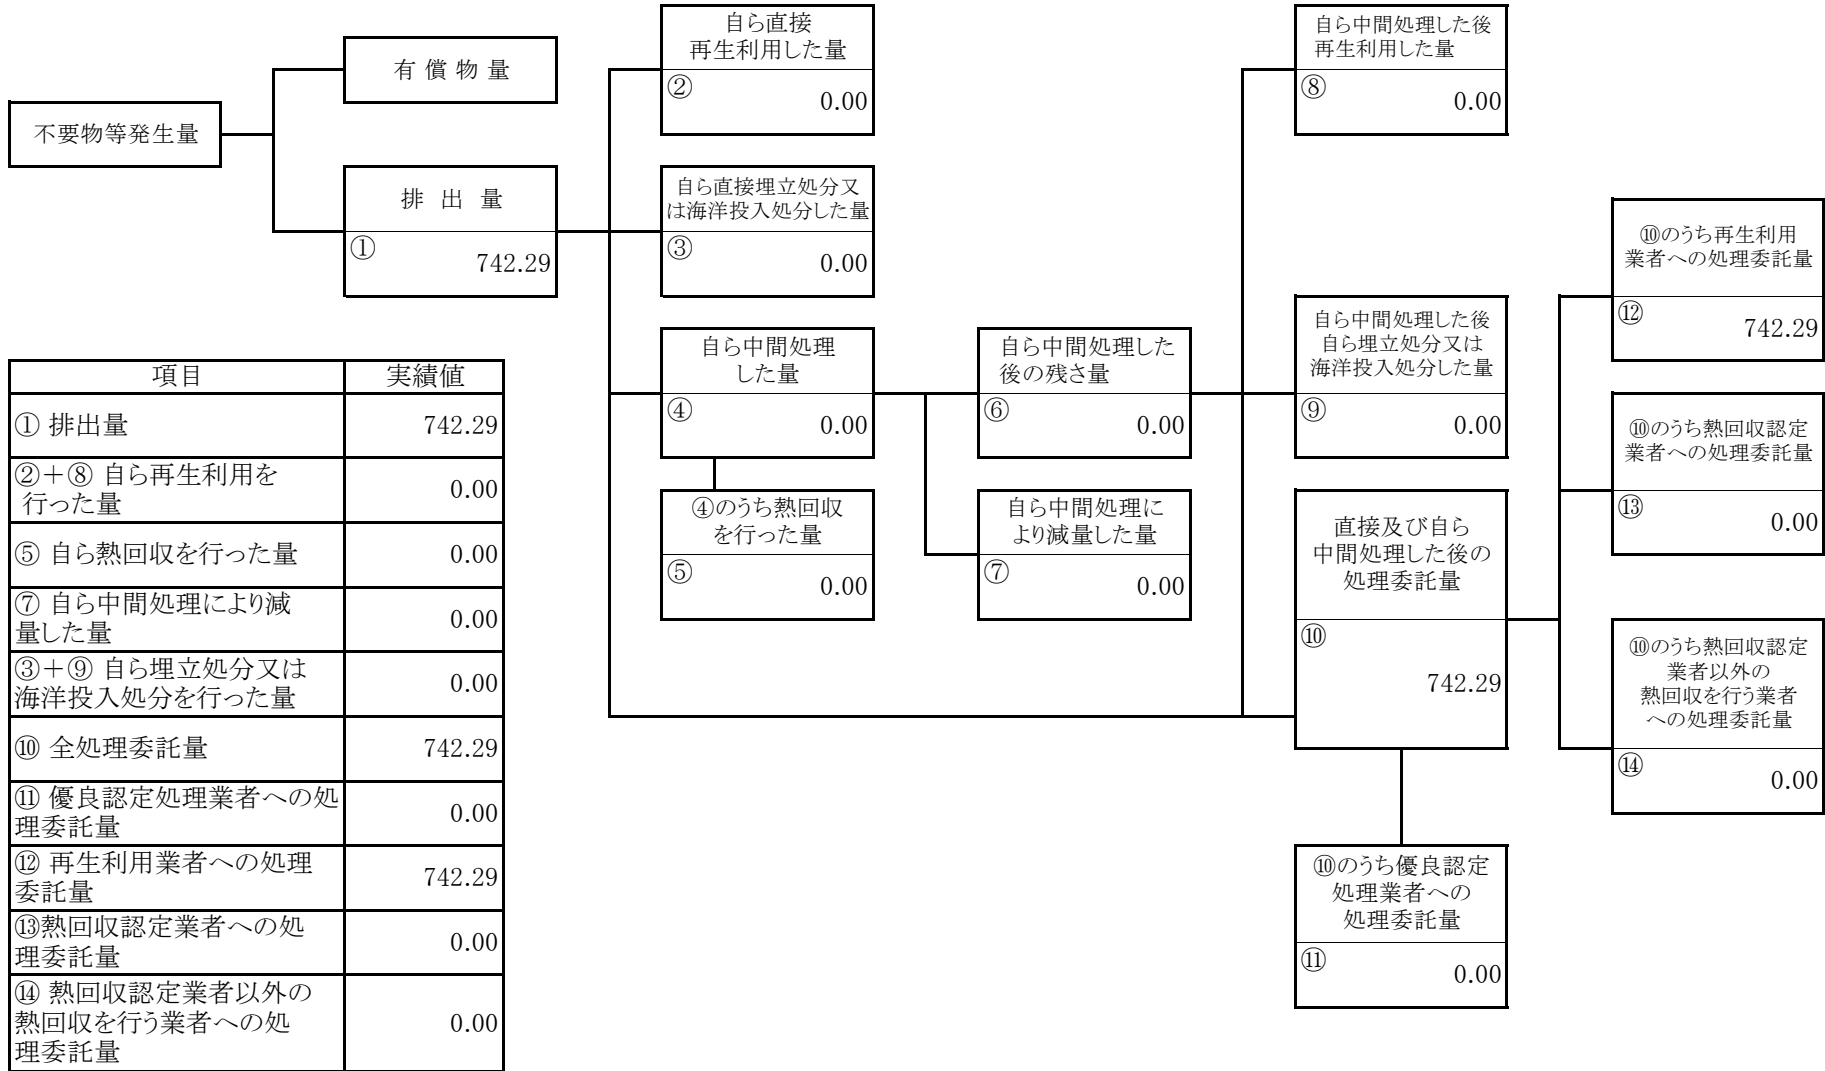 自ら直接
再生利用した量
②
0.00
自ら中間処理した後
再生利用した量
⑧
0.00
有 償 物 量
不要物等発生量
排 出 量
①
742.29
自ら直接埋立処分又
は海洋投入処分した量
③
0.00
⑩のうち再生利用
業者への処理委託量
⑫
742.29
自ら中間処理
した量
④
0.00
自ら中間処理した
後の残さ量
⑥
0.00
自ら中間処理した後
自ら埋立処分又は
海洋投入処分した量
⑨
0.00
⑩のうち熱回収認定
業者への処理委託量
⑬
0.00
④のうち熱回収
を行った量
⑤
0.00
自ら中間処理に
より減量した量
⑦
0.00
直接及び自ら
中間処理した後の
処理委託量
⑩
742.29
⑩のうち熱回収認定
業者以外の
熱回収を行う業者
への処理委託量
⑭
0.00
⑩のうち優良認定
処理業者への
処理委託量
⑪
0.00
項目 実績値
① 排出量 742.29
②＋⑧ 自ら再生利用を
行った量
0.00
⑤ 自ら熱回収を行った量 0.00
⑦ 自ら中間処理により減
量した量
0.00
③＋⑨ 自ら埋立処分又は
海洋投入処分を行った量
0.00
⑩ 全処理委託量 742.29
⑪ 優良認定処理業者への処
理委託量
0.00
⑫ 再生利用業者への処理
委託量
742.29
⑬熱回収認定業者への処
理委託量
0.00
⑭ 熱回収認定業者以外の
熱回収を行う業者への処
理委託量
0.00